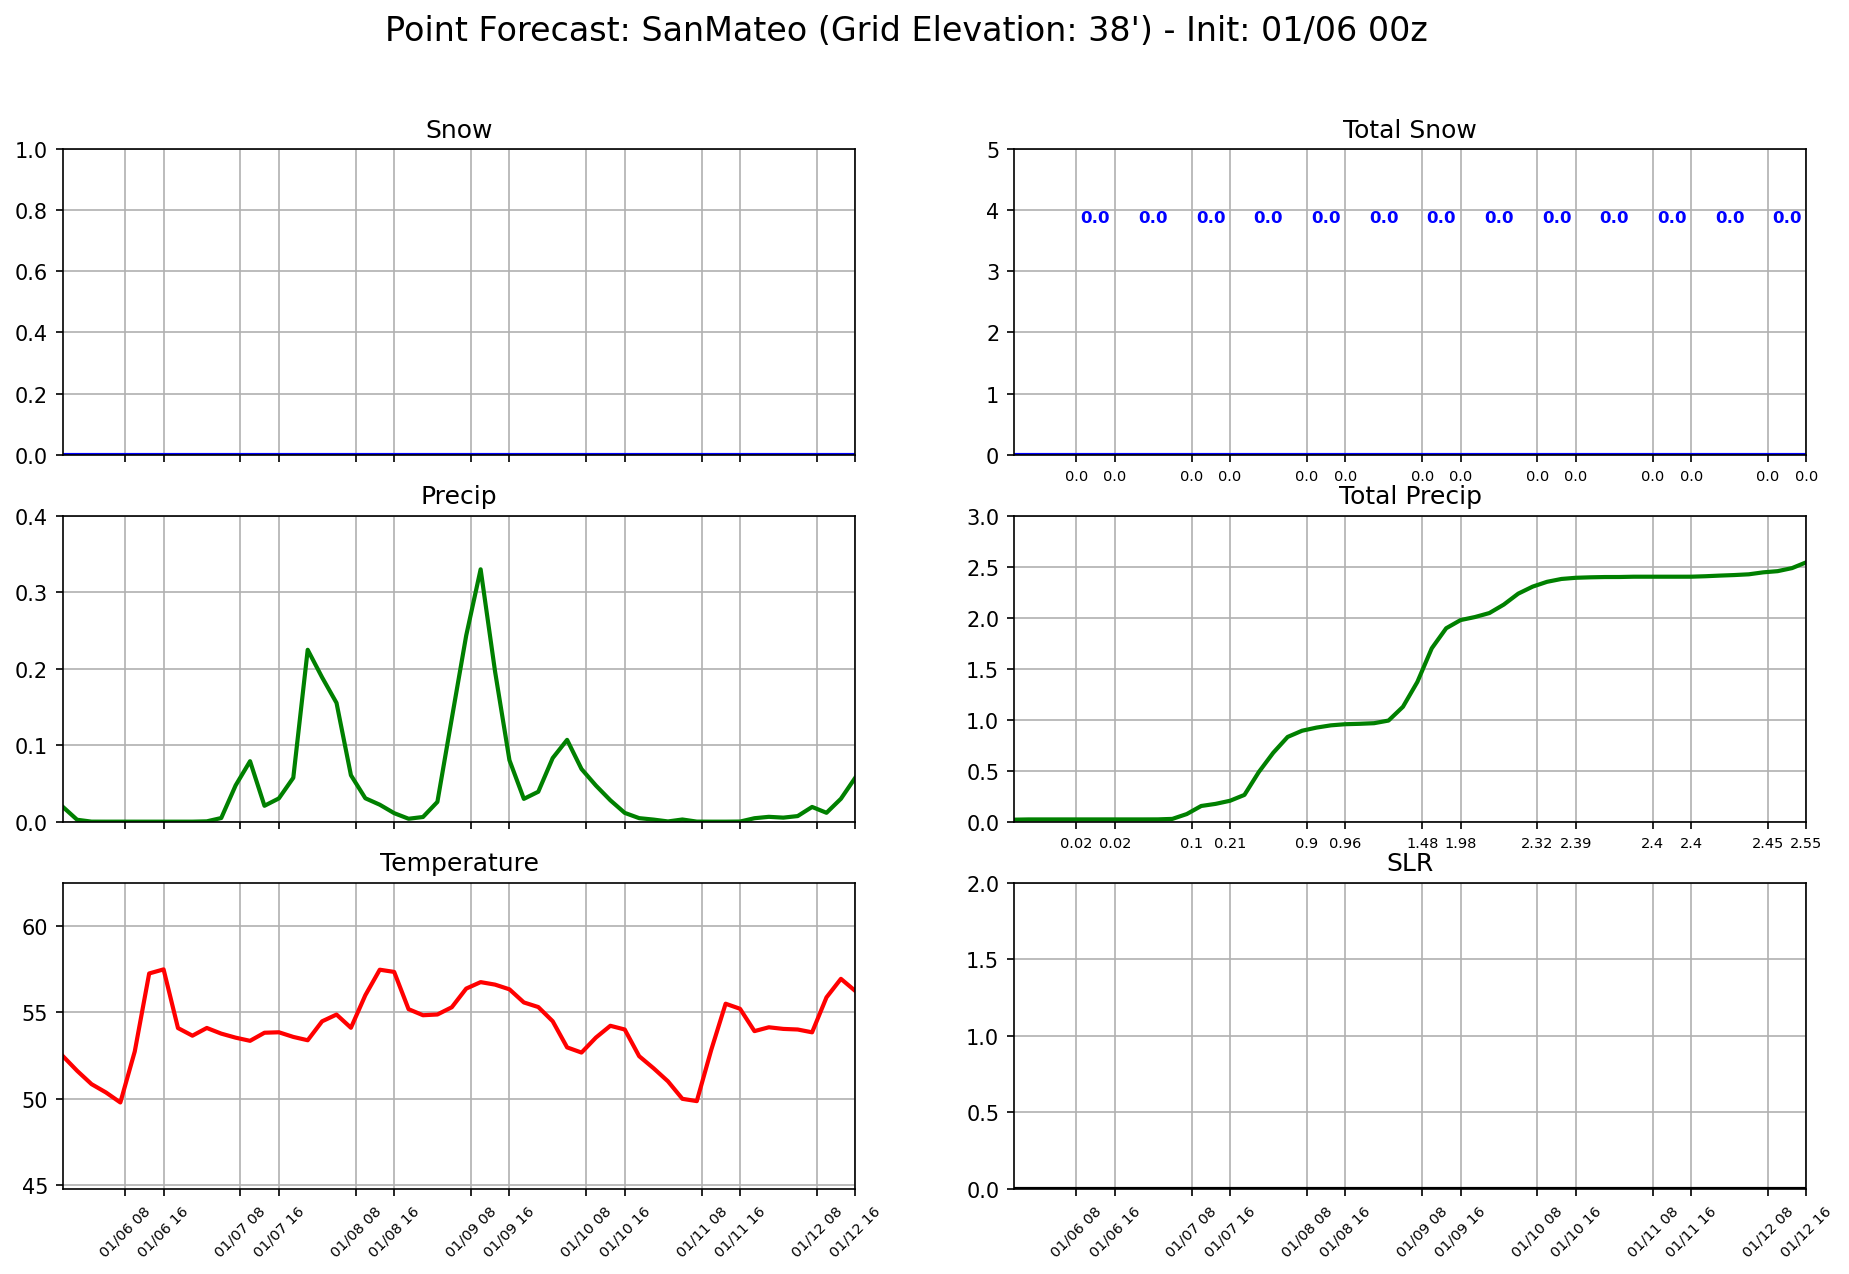 Point Forecast: SanMateo (Grid Elevation: 38') - Init: 01/06 00z
Snow
1.0
0.8
0.6
0.4
0.2
0.0
Total Snow
5
4
3
2
1
0
0.0 0.0 0.0 0.0 0.0 0.0 0.0 0.0 0.0 0.0 0.0 0.0 0.0
0.0 0.0 0.0 0.0 0.0 0.0 0.0 0.0 0.0 0.0 0.0 0.0 0.0 0.0
Precip
0.4
0.3
0.2
0.1
0.0
Total Precip
3.0
2.5
2.0
1.5
1.0
0.5
0.0
0.02 0.02 0.1 0.21 0.9 0.96 1.48 1.98 2.32 2.39 2.4 2.4 2.45 2.55
Temperature
60
55
50
45
01/06 08 01/06 16 01/07 08 01/07 16 01/08 08 01/08 16 01/09 08 01/09 16 01/10 08 01/10 16 01/11 08 01/11 16 01/12 08 01/12 16
SLR
2.0
1.5
1.0
0.5
0.0
01/06 08 01/06 16 01/07 08 01/07 16 01/08 08 01/08 16 01/09 08 01/09 16 01/10 08 01/10 16 01/11 08 01/11 16 01/12 08 01/12 16